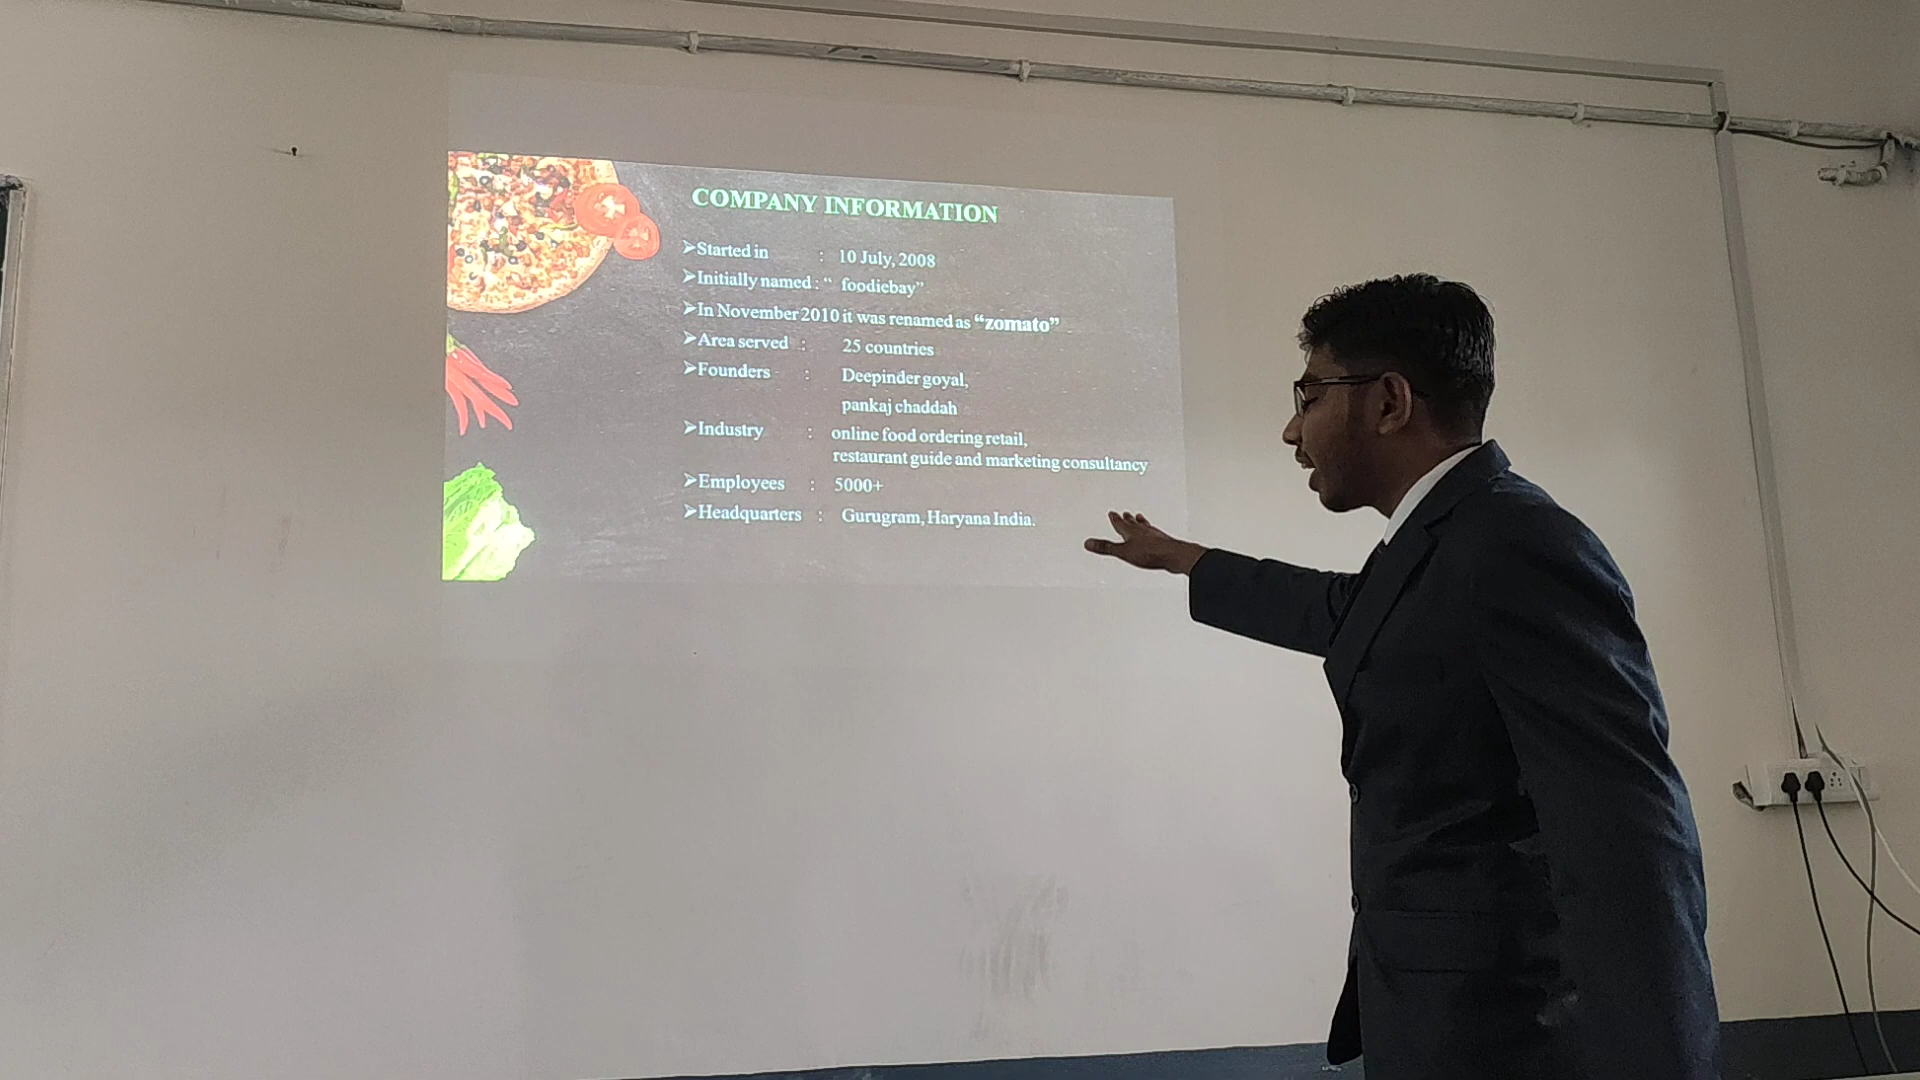 COMPANY INFORMATION
➢Started in : 10 July, 2008
➢Initially named : “ foodiebay”
➢In November 2010 it was renamed as “zomato”
➢Area served : 25 countries
➢Founders : Deepinder goyal,
pankaj chaddah
➢Industry : online food ordering retail,
restaurant guide and marketing consultancy
➢Employees : 5000+
➢Headquarters : Gurugram, Haryana India.